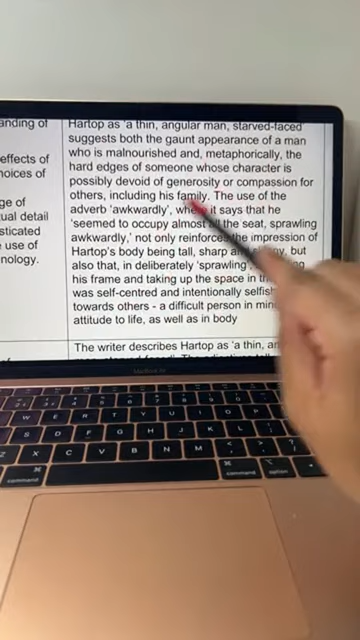 anding of
effects of
oices of
ge of
ual detail
sticated
use of
nology.
Hartop as 'a thin, angular man, starved-faced
suggests both the gaunt appearance of a man
who is malnourished and, metaphorically, the
hard edges of someone whose character is
possibly devoid of generosity or compassion for
others, including his family. The use of the
adverb 'awkwardly', it says that he
'seemed to occupy almost all the seat, sprawling
awkwardly,' not only reinforces the impression of
Hartop's body being tall, sharp but
also that, in deliberately 'sprawling',
his frame and taking up the space in
was self-centred and intentionally
towards others - a difficult person in
attitude to life, as well as in body
The writer describes Hartop as 'a thin,
MacBook Air
W E R T Y U I O
S D F G H J K L
Z X C V B N M
command
command
option